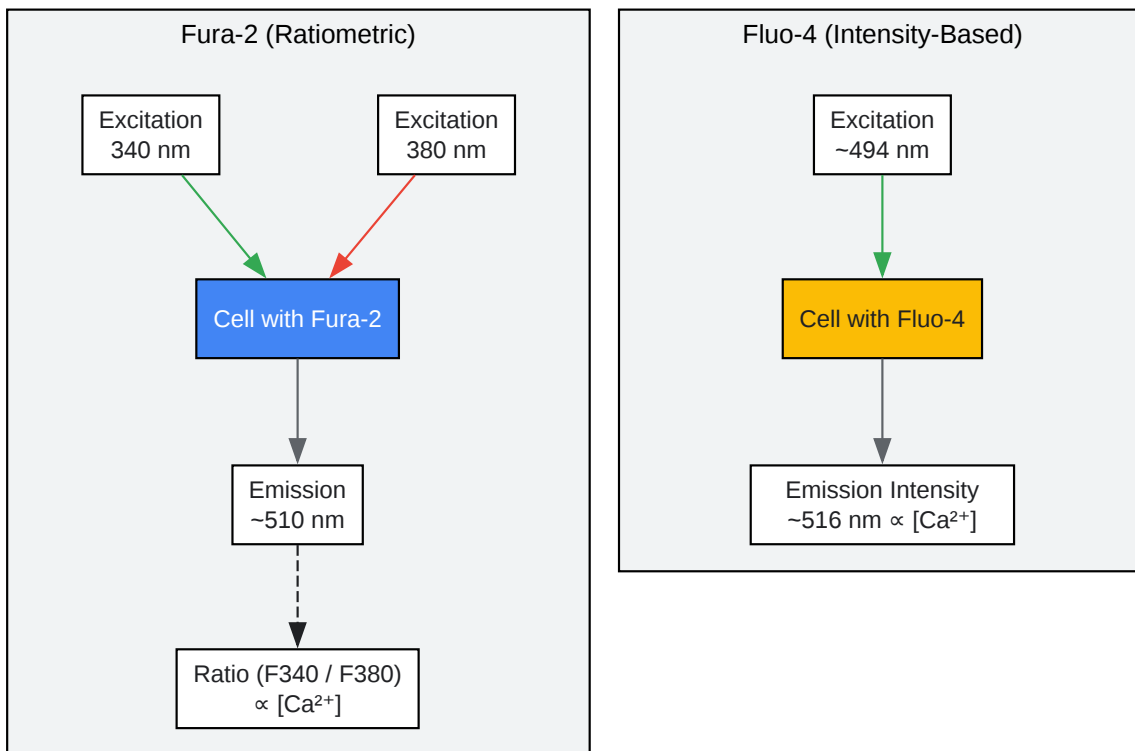 Fura-2 (Ratiometric)
Excitation
340 nm
Excitation
380 nm
Cell with Fura-2
Emission
~510 nm
Ratio (F340 / F380)
∝ [Ca²⁺]
Fluo-4 (Intensity-Based)
Excitation
~494 nm
Cell with Fluo-4
Emission Intensity
~516 nm ∝ [Ca²⁺]